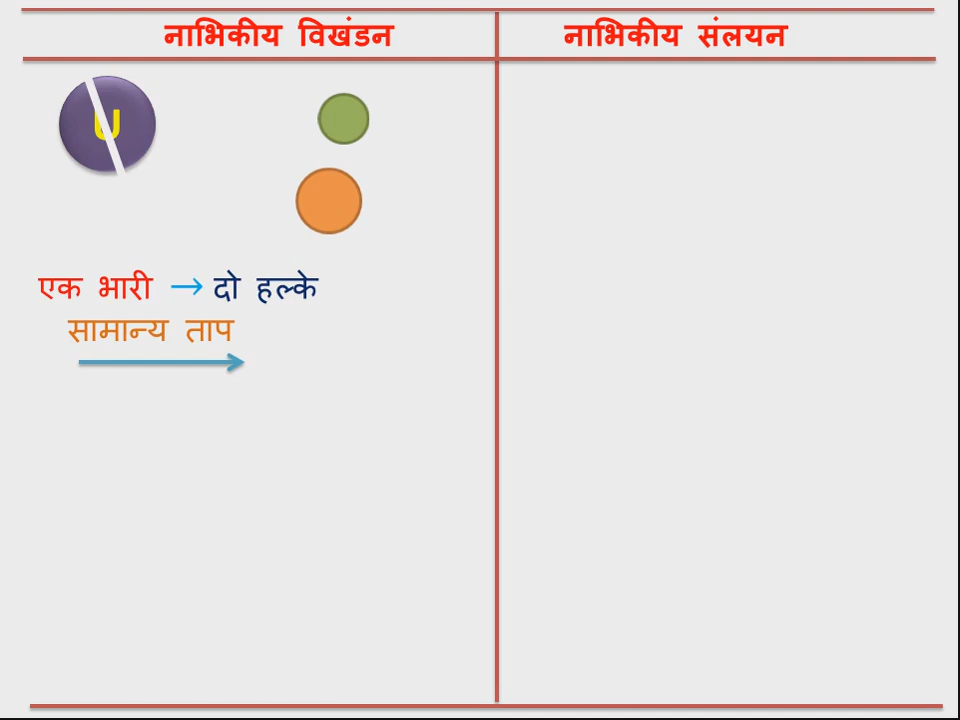 नाभिकीय विखंडन
नाभिकीय संलयन
U
एक भारी → दो हल्के
सामान्य ताप